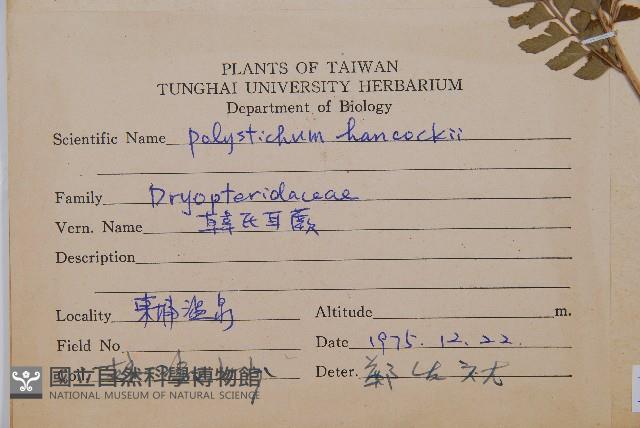 PLANTS OF TAIWAN
TUNGHAI UNIVERSITY HERBARIUM
Department of Biology
Scientific Name polystichum hancockii
Family Dryopteridaceae
Vern. Name 韓氏耳蕨
Description
Locality 東埔溫泉
Altitude m.
Field No
Date 1975.12.22
Deter.
國立自然科學博物館
NATIONAL MUSEUM OF NATURAL SCIENCE